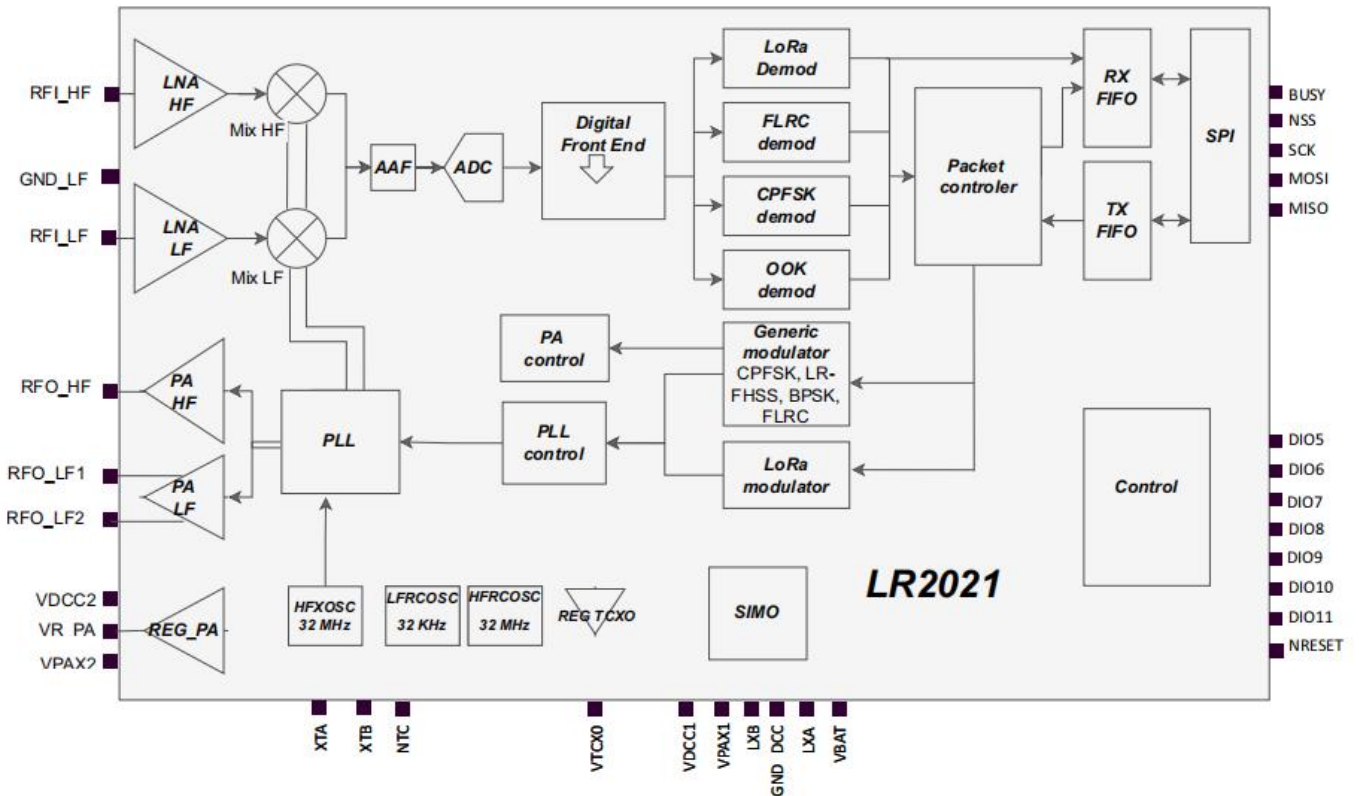 RFI_HF
GND_LF
RFI_LF
RFO_HF
RFO_LF1
RFO_LF2
VDCC2
VR PA
VPAX2
LNA
HF
Mix HF
LNA
LF
Mix LF
AAF
ADC
Digital
Front End
LoRa
Demod
FLRC
demod
CPFSK
demod
OOK
demod
Packet
controler
RX
FIFO
TX
FIFO
SPI
BUSY
NSS
SCK
MOSI
MISO
PA
HF
PA
LF
REG_PA
PLL
PA
control
PLL
control
Generic
modulator
CPFSK, LR-
FHSS, BPSK,
FLRC
LoRa
modulator
Control
DIO5
DIO6
DIO7
DIO8
DIO9
DIO10
DIO11
NRESET
HFXOSC
32 MHz
LFRCOSC
32 KHz
HFRCOSC
32 MHz
REG TCXO
SIMO
LR2021
XTA
XTB
NTC
VTCX0
VDCC1
VPAX1
LXB
GND DCC
LXA
VBAT